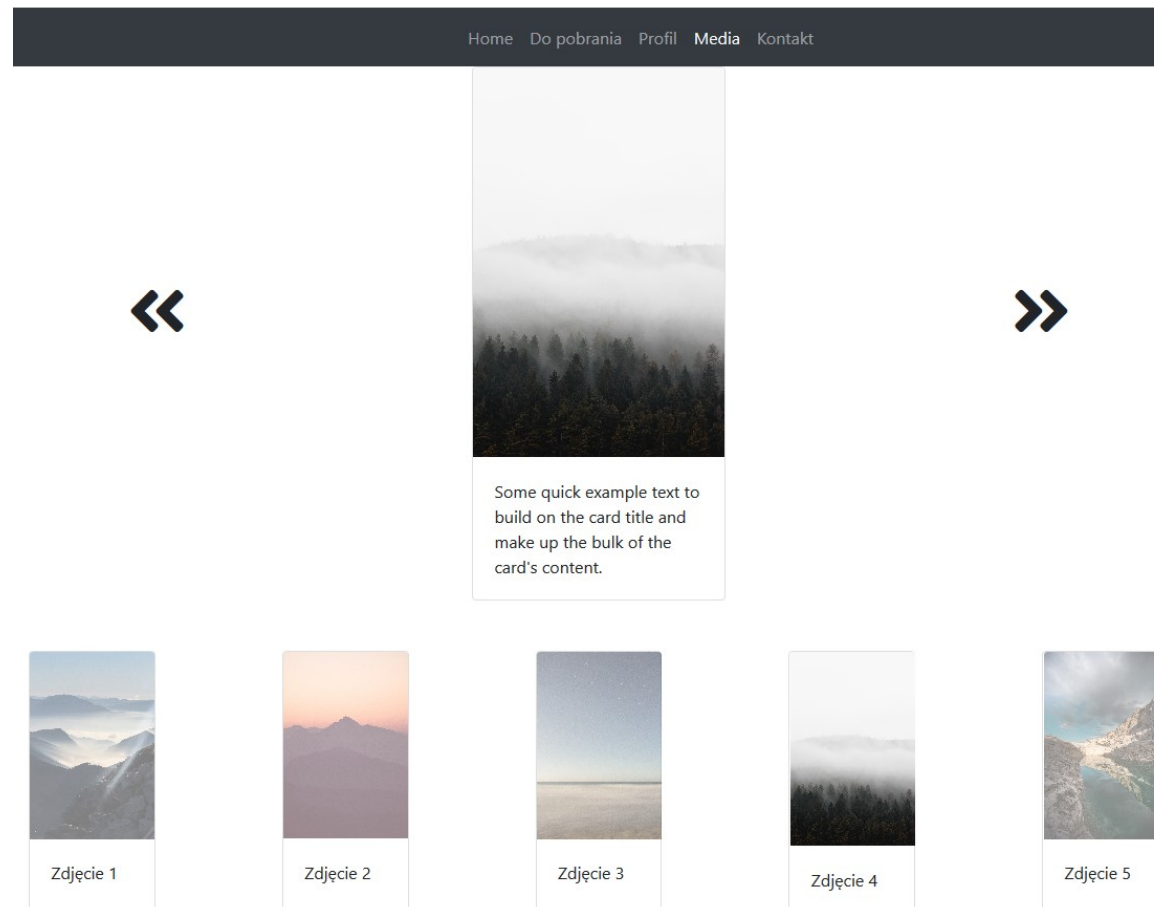 Home Do pobrania Profil Media Kontakt
Some quick example text to
build on the card title and
make up the bulk of the
card's content.
Zdjęcie 1 Zdjęcie 2 Zdjęcie 3 Zdjęcie 4 Zdjęcie 5